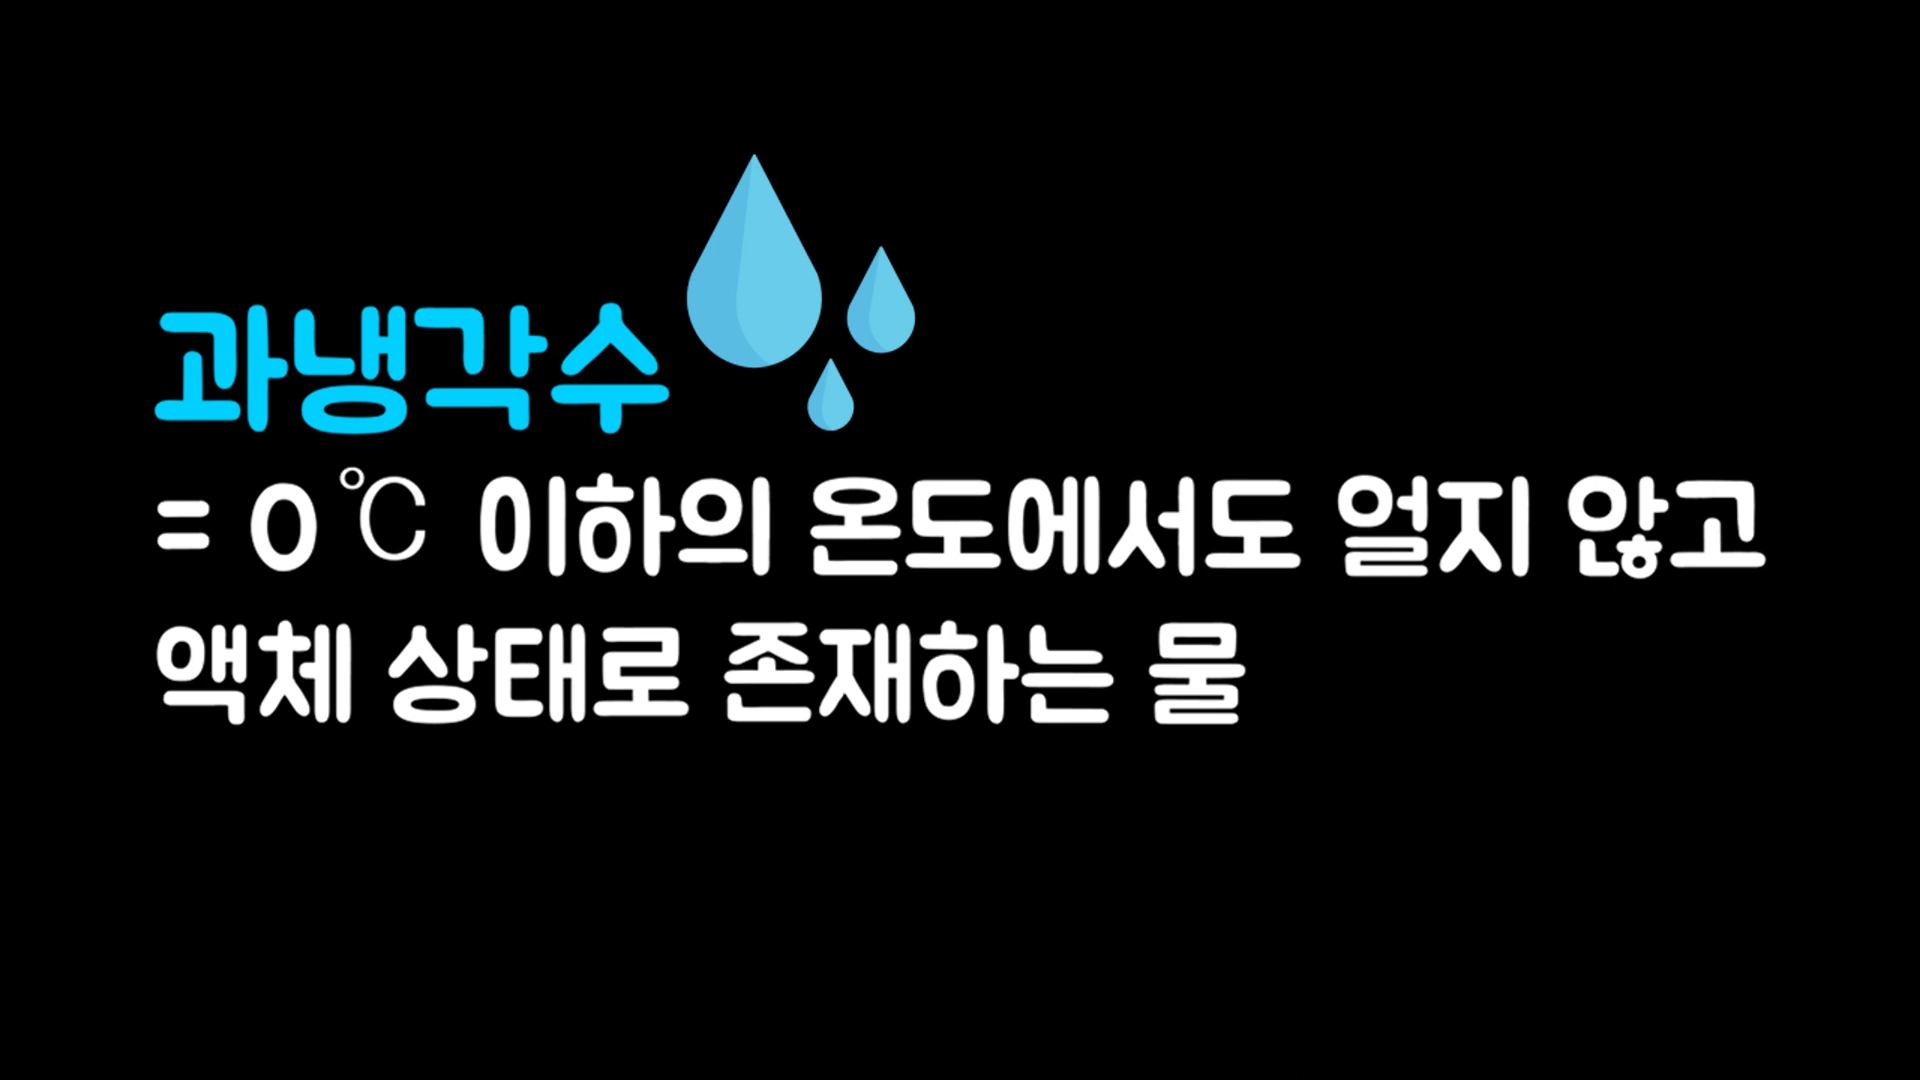 과냉각수
= 0℃ 이하의 온도에서도 얼지 않고
액체 상태로 존재하는 물